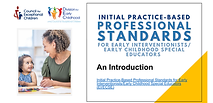 Council for
Exceptional
Children
Division for
Early Childhood
INITIAL PRACTICE-BASED
PROFESSIONAL
STANDARDS
FOR EARLY INTERVENTIONISTS/
EARLY CHILDHOOD SPECIAL
EDUCATORS
An Introduction
Initial Practice-Based Professional Standards for Early
Interventionists/Early Childhood Special Educators